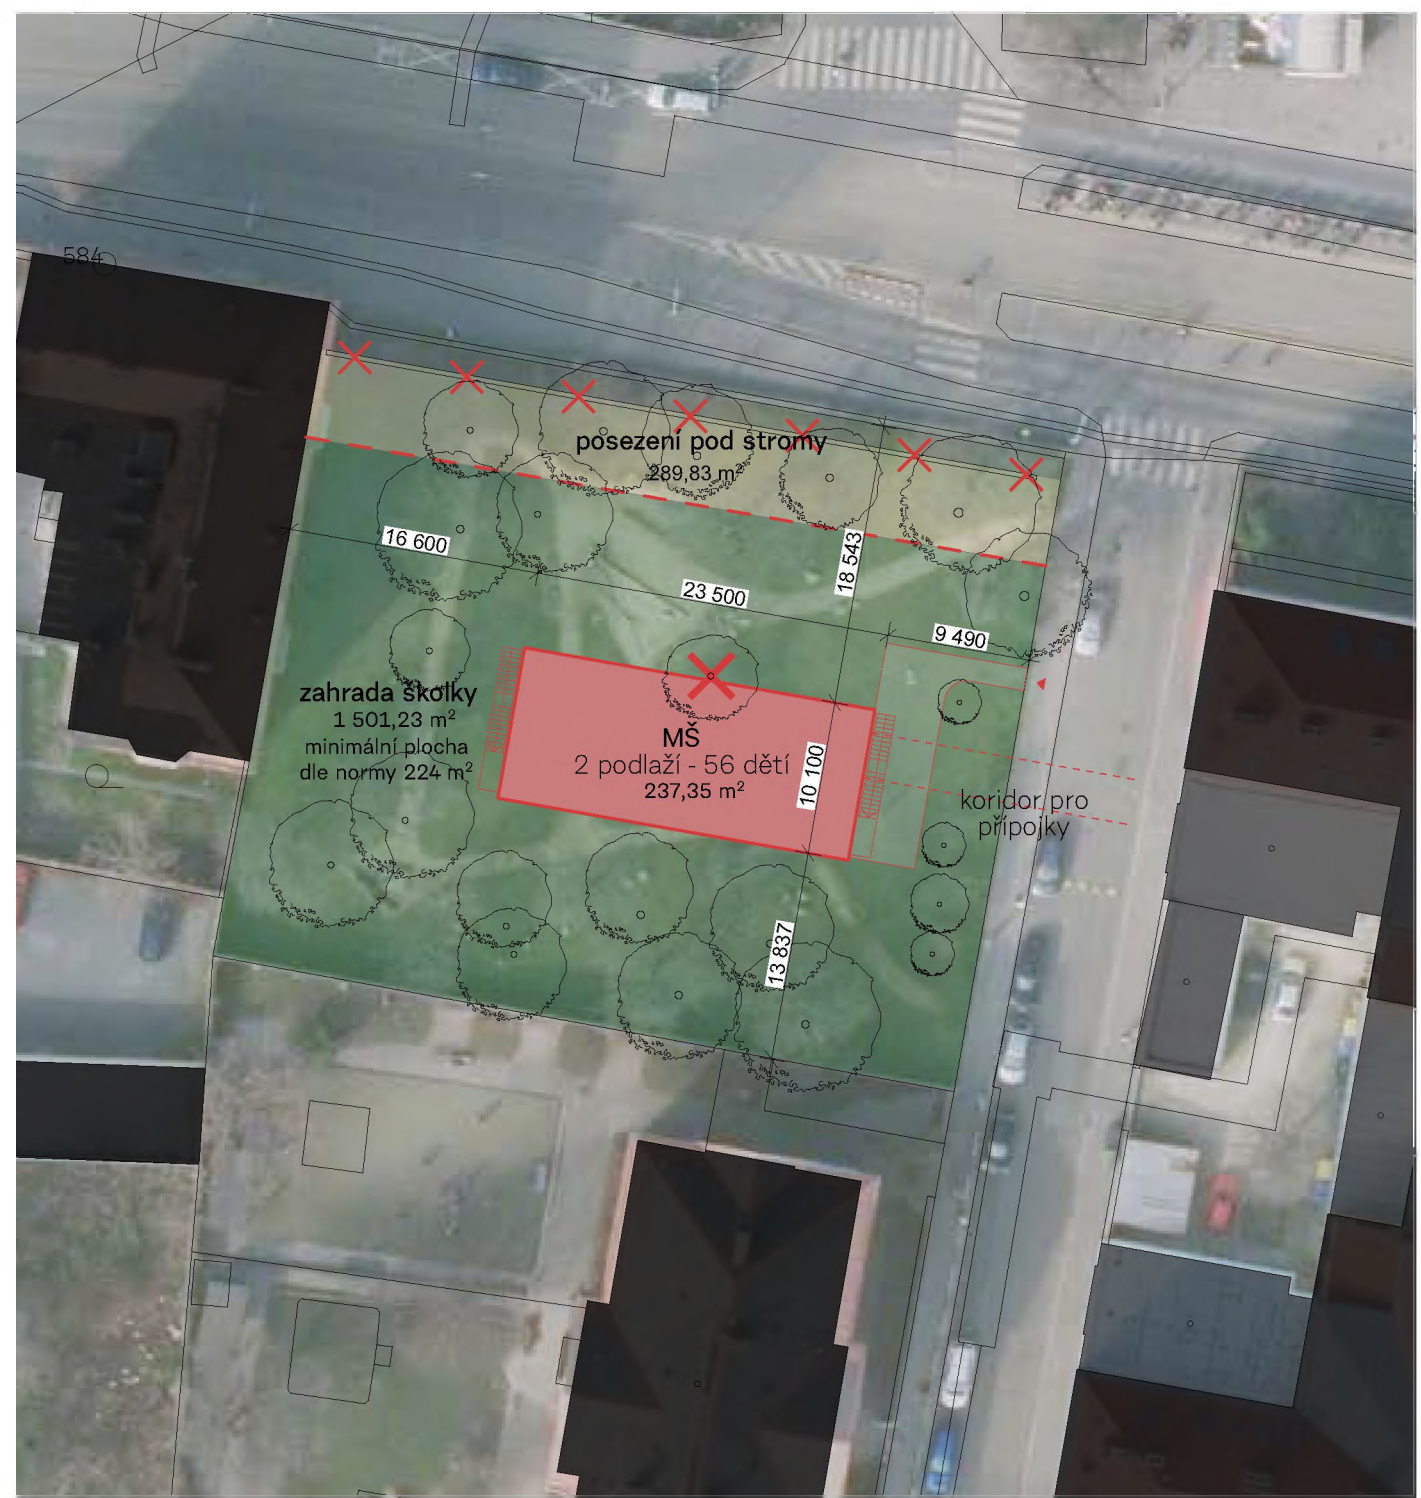 584
posezení pod stromy
289,83 m²
16 600
18 543
23 500
9 490
zahrada školky
1 501,23 m²
minimální plocha
dle normy 224 m²
MŠ
2 podlaží - 56 dětí
237,35 m²
10 100
koridor pro
přípojky
13 837